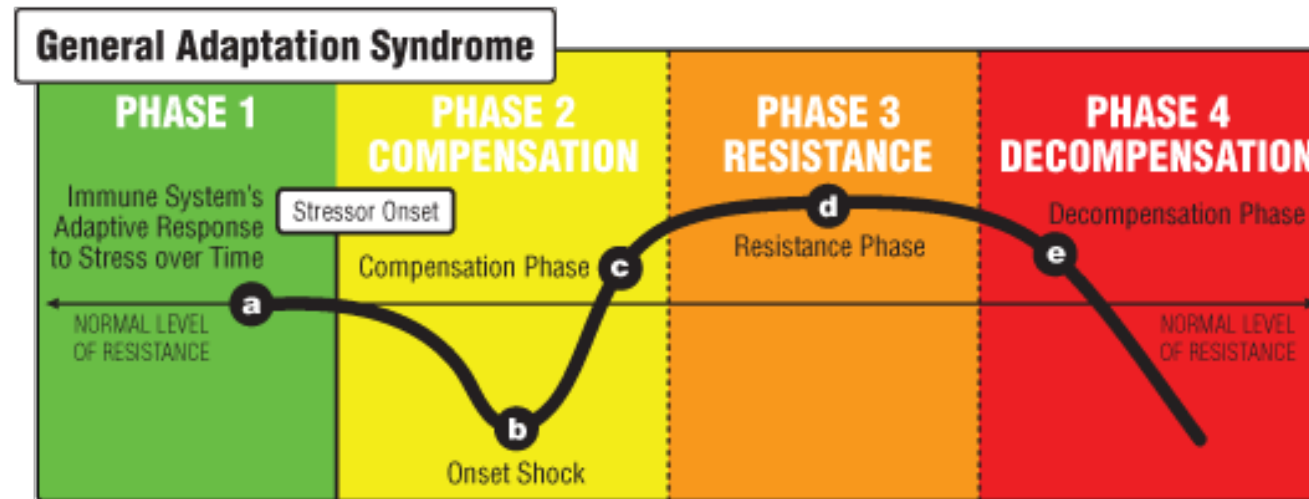 General Adaptation Syndrome
PHASE 1
Immune System's
Adaptive Response
to Stress over Time
a
NORMAL LEVEL
OF RESISTANCE
Stressor Onset
PHASE 2
COMPENSATION
Compensation Phase
c
b
Onset Shock
PHASE 3
RESISTANCE
d
Resistance Phase
PHASE 4
DECOMPENSATION
Decompensation Phase
e
NORMAL LEVEL
OF RESISTANCE